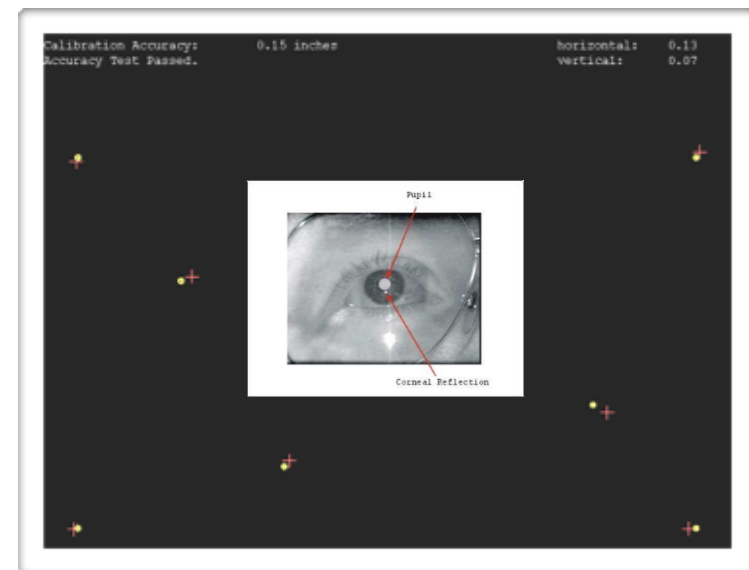 Calibration Accuracy: 0.15 inches horizontal: 0.13
Accuracy Test Passed. vertical: 0.07
Pupil
Corneal Reflection